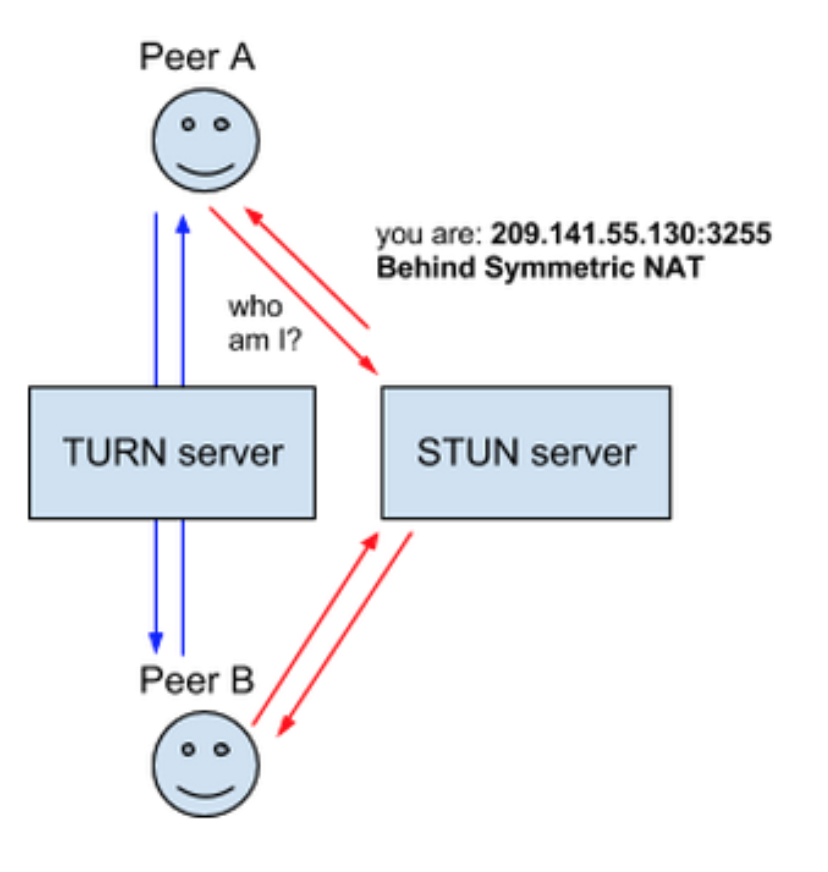 Peer A
you are: 209.141.55.130:3255
Behind Symmetric NAT
who
am I?
TURN server
STUN server
Peer B